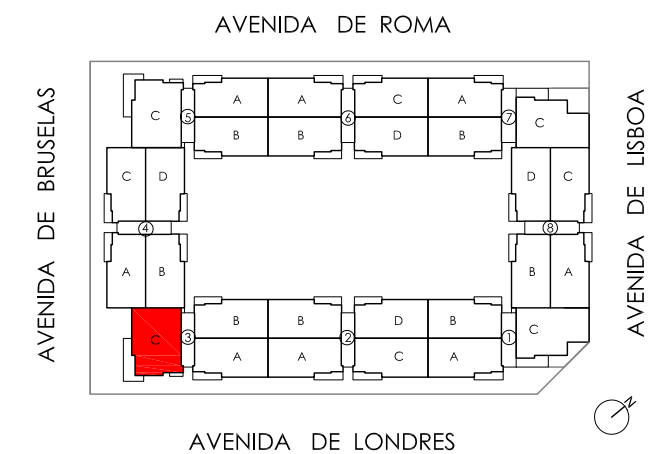 AVENIDA DE ROMA
AVENIDA DE BRUSELAS
AVENIDA DE LISBOA
C 5 A A 6 C A 7 C
B B D B
C D D C
4 8
A B B A
C 3 B B 2 D B 1 C
A A C A
N
AVENIDA DE LONDRES